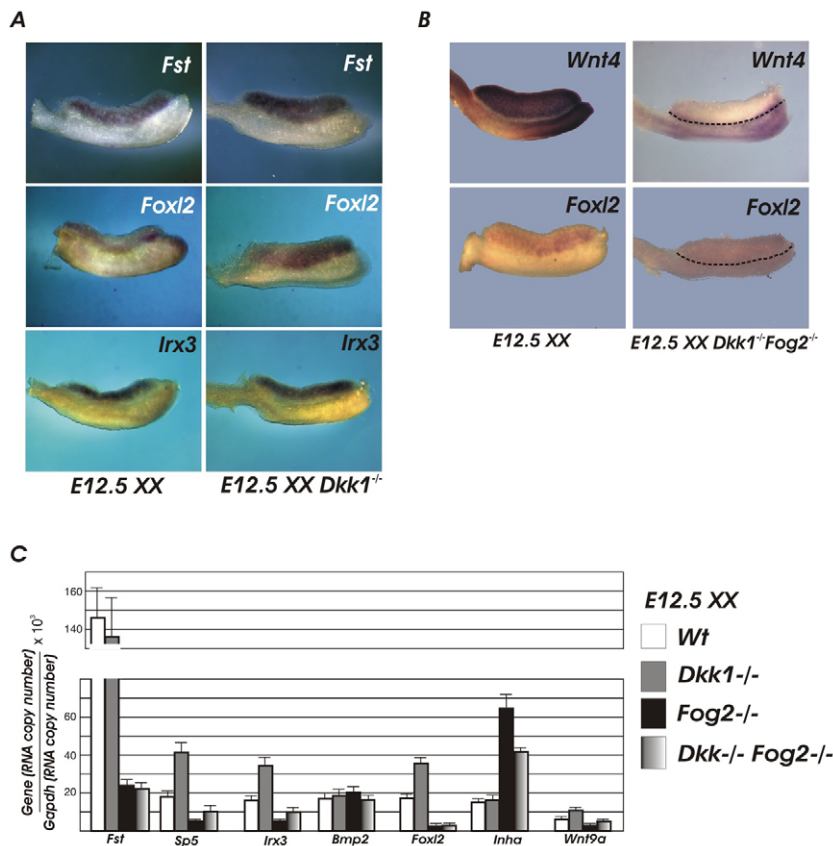 A
B
Fst
Fst
Foxl2
Foxl2
Irx3
Irx3
E12.5 XX
E12.5 XX Dkk1-/-
Wnt4
Wnt4
Foxl2
Foxl2
E12.5 XX
E12.5 XX Dkk1-/-Fog2-/-
C
Gene (RNA copy number)
Gapdh (RNA copy number)
x 10³
160
140
60
40
20
Fst
Sp5
Irx3
Bmp2
Foxl2
Inha
Wnt9a
E12.5 XX
Wt
Dkk1-/-
Fog2-/-
Dkk-/- Fog2-/-